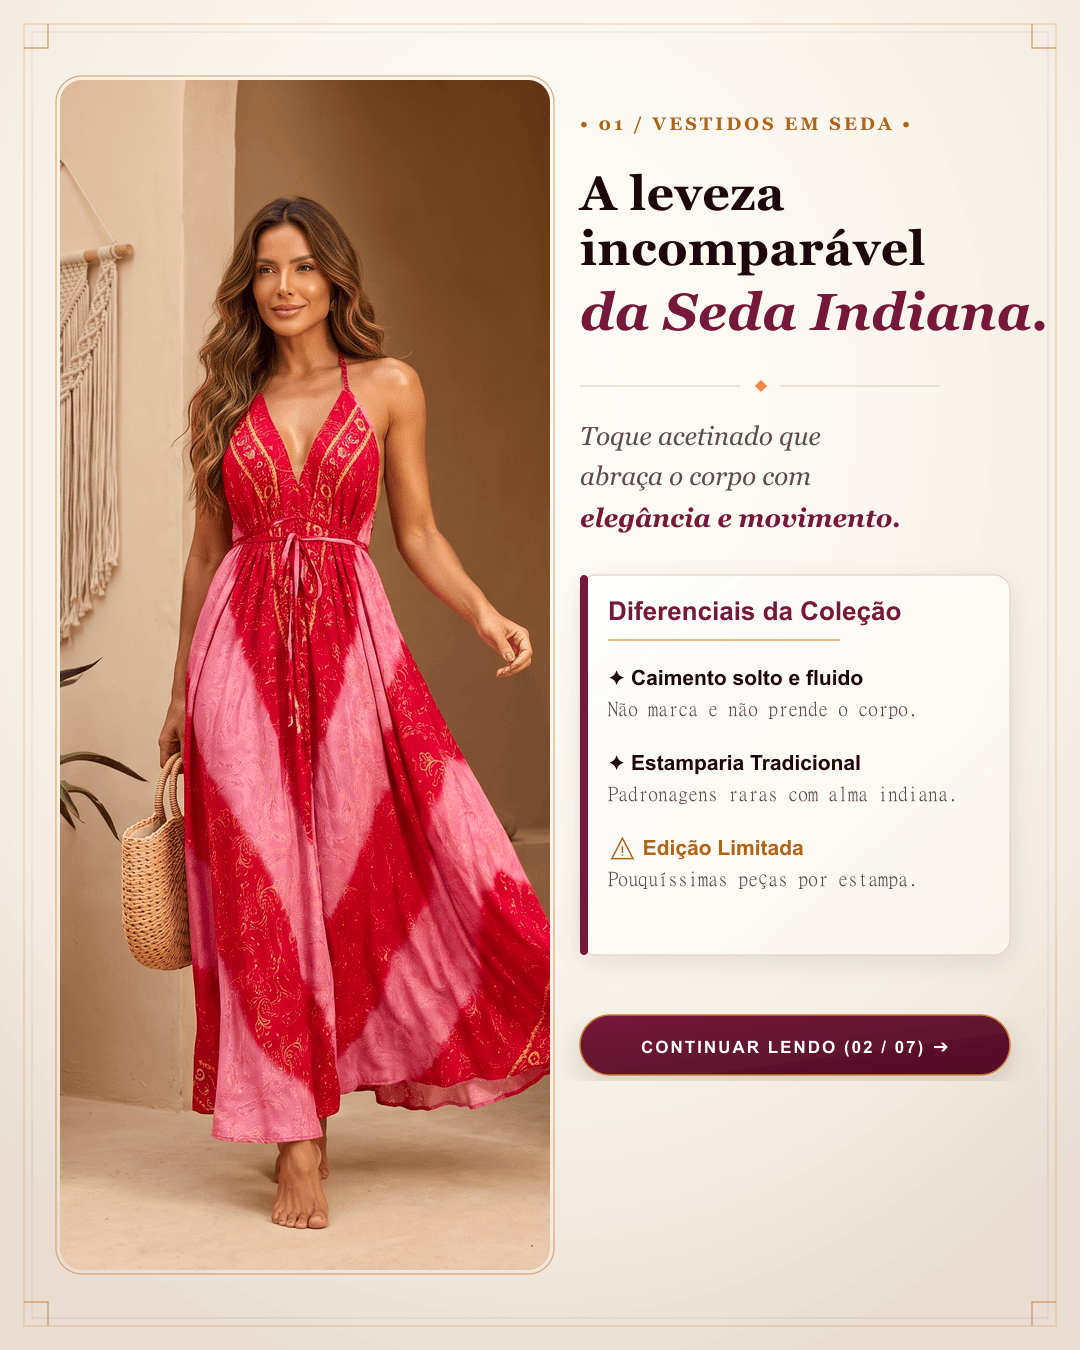 • 01 / VESTIDOS EM SEDA •
A leveza
incomparável
da Seda Indiana.
Toque acetinado que
abraça o corpo com
elegância e movimento.
Diferenciais da Coleção
✦ Caimento solto e fluido
Não marca e não prende o corpo.
✦ Estamparia Tradicional
Padronagens raras com alma indiana.
⚠ Edição Limitada
Pouquíssimas peças por estampa.
CONTINUAR LENDO (02 / 07) ➔